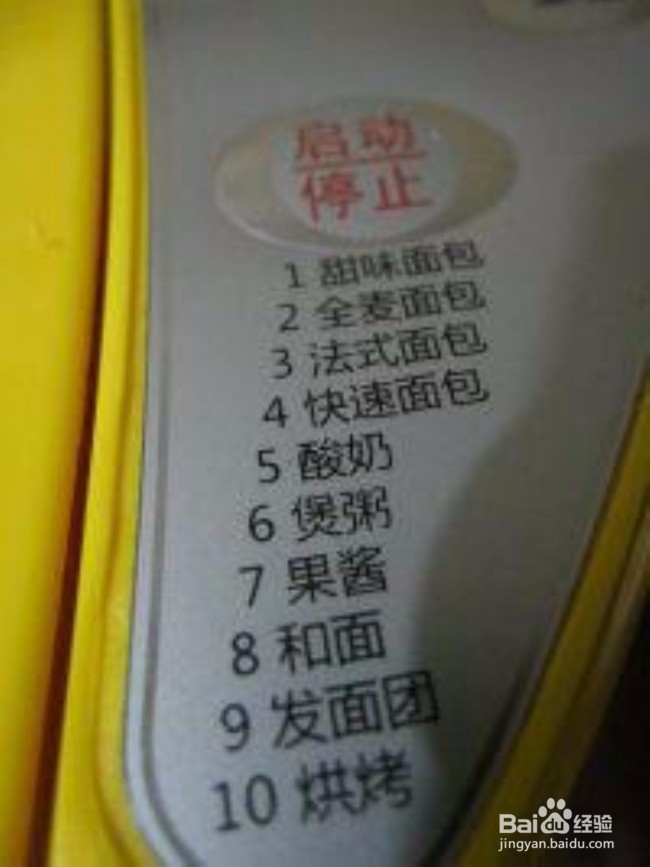 启动
停止
1 甜味面包
2 全麦面包
3 法式面包
4 快速面包
5 酸奶
6 煲粥
7 果酱
8 和面
9 发面团
10 烘烤
Baidu经验
jingyan.baidu.com